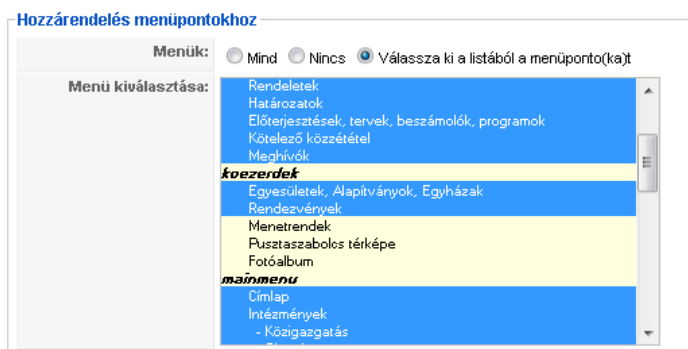 Hozzárendelés menüpontokhoz
Menük: Mind Nincs Válassza ki a listából a menüponto(ka)t
Menü kiválasztása:
Rendeletek
Határozatok
Előterjesztések, tervek, beszámolók, programok
Kötelező közzététel
Meghívók
koezerdek
Egyesületek, Alapítványok, Egyházak
Rendezvények
Menetrendek
Pusztaszabolcs térképe
Fotóalbum
mainmenu
Címlap
Intézmények
- Közigazgatás